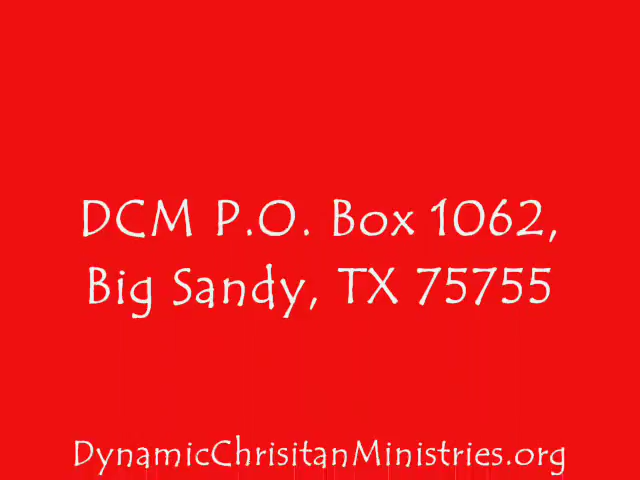 DCM P.O. Box 1062,
Big Sandy, TX 75755
DynamicChrisitanMinistries.org